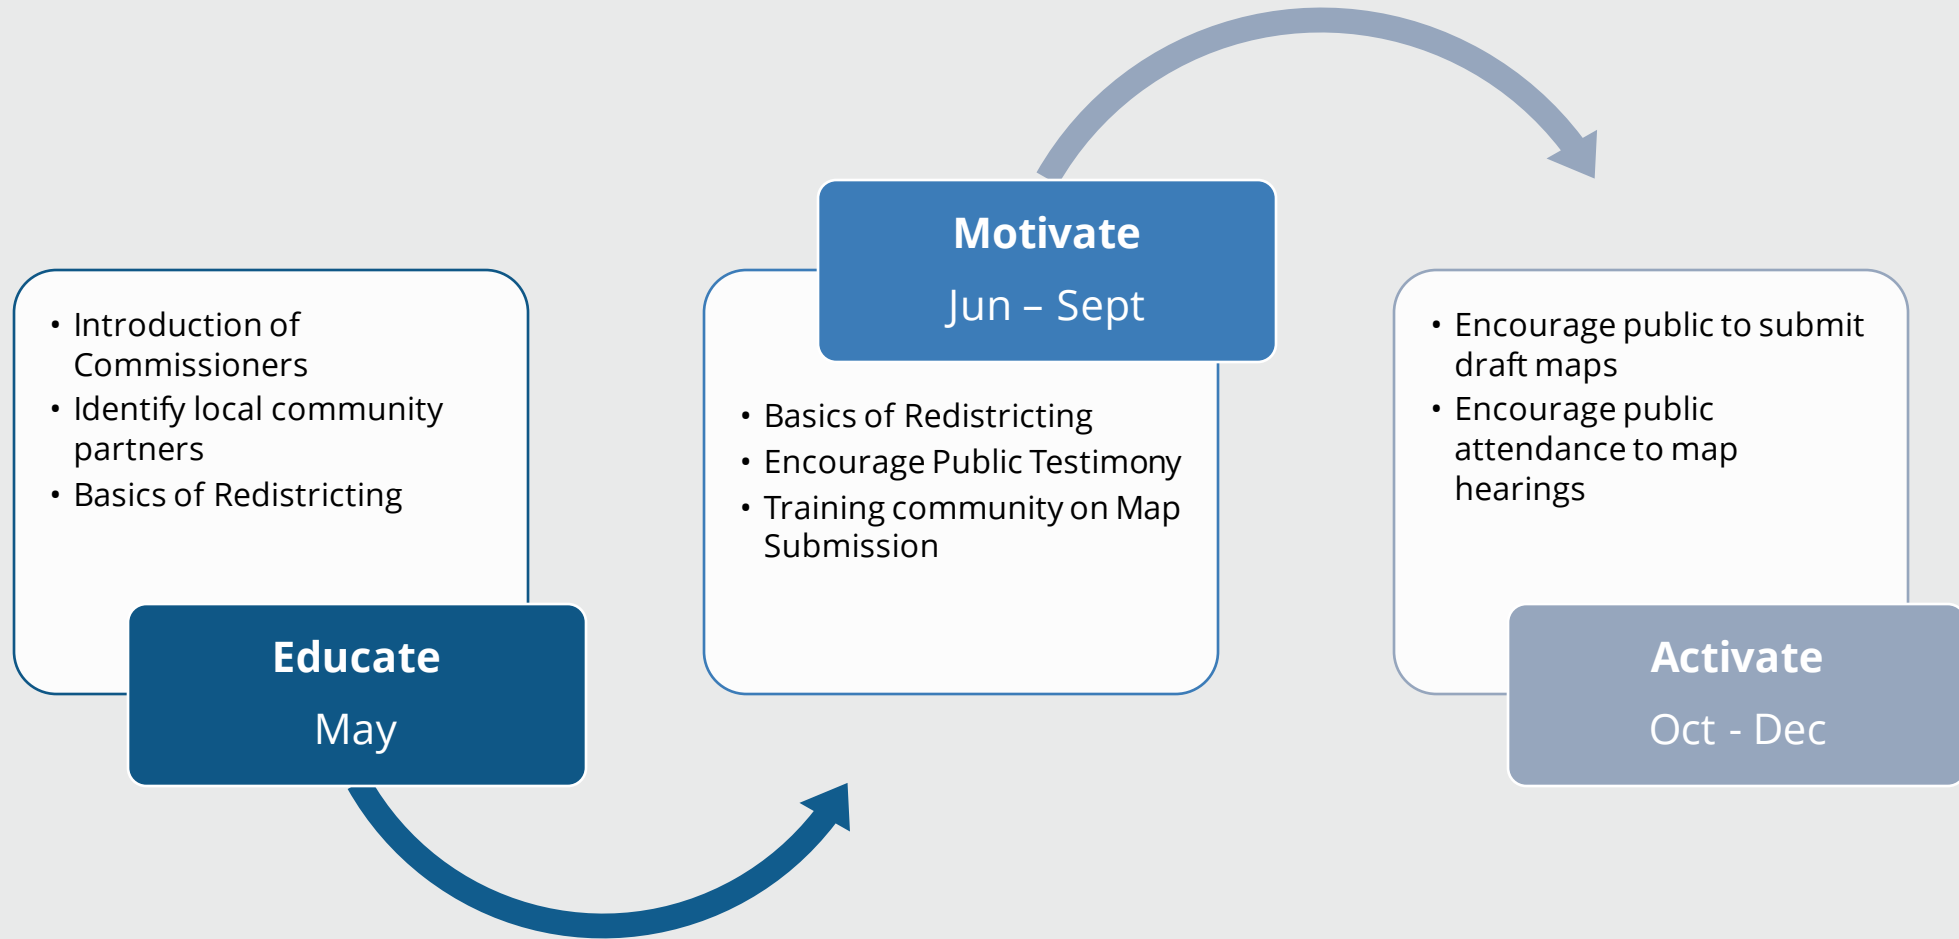 • Introduction of
Commissioners
• Identify local community
partners
• Basics of Redistricting
Educate
May
Motivate
Jun – Sept
• Basics of Redistricting
• Encourage Public Testimony
• Training community on Map
Submission
• Encourage public to submit
draft maps
• Encourage public
attendance to map
hearings
Activate
Oct - Dec